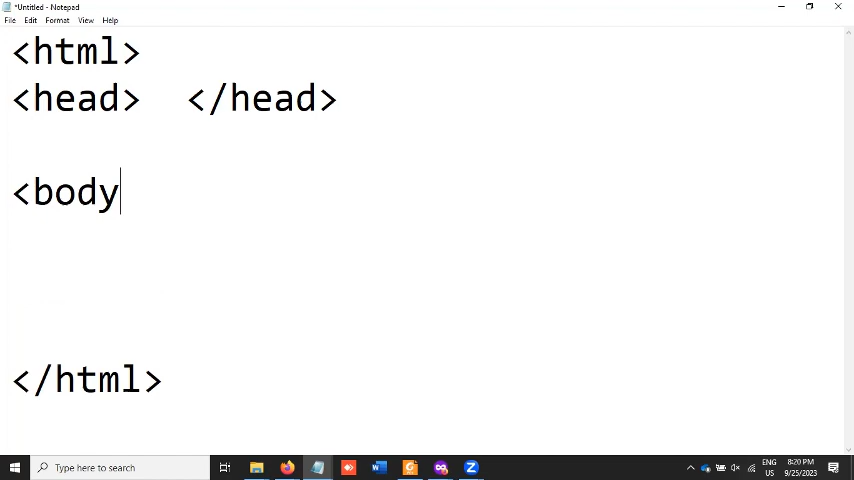 *Untitled - Notepad
File Edit Format View Help
<html>
<head> </head>
<body
</html>
Type here to search
ENG 8:20 PM
US 9/25/2023